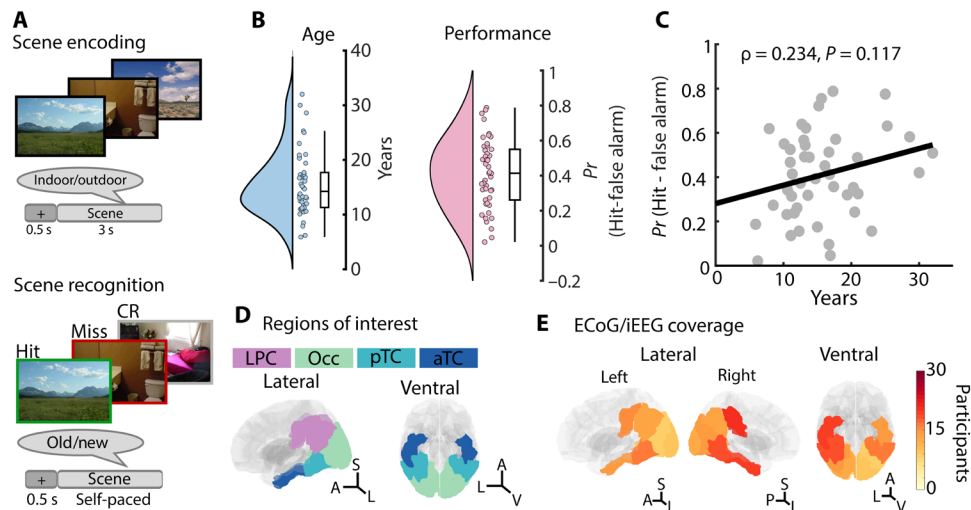 A
Scene encoding
Indoor/outdoor
+ Scene
0.5 s 3 s
Scene recognition
CR
Miss
Hit
Old/new
+ Scene
0.5 s Self-paced
B
Age
40
30
20
10
0
Years
Performance
1
0.8
0.6
0.4
0.2
0
−0.2
Pr
(Hit-false alarm)
C
ρ = 0.234, P = 0.117
1
0.8
0.6
0.4
0.2
0
Pr (Hit - false alarm)
0 10 20 30
Years
D Regions of interest
LPC Occ pTC aTC
Lateral
Ventral
S
A L
A
L V
E ECoG/iEEG coverage
Lateral Ventral
Left Right
S
A L
S
P L
A
L V
30
15
0
Participants